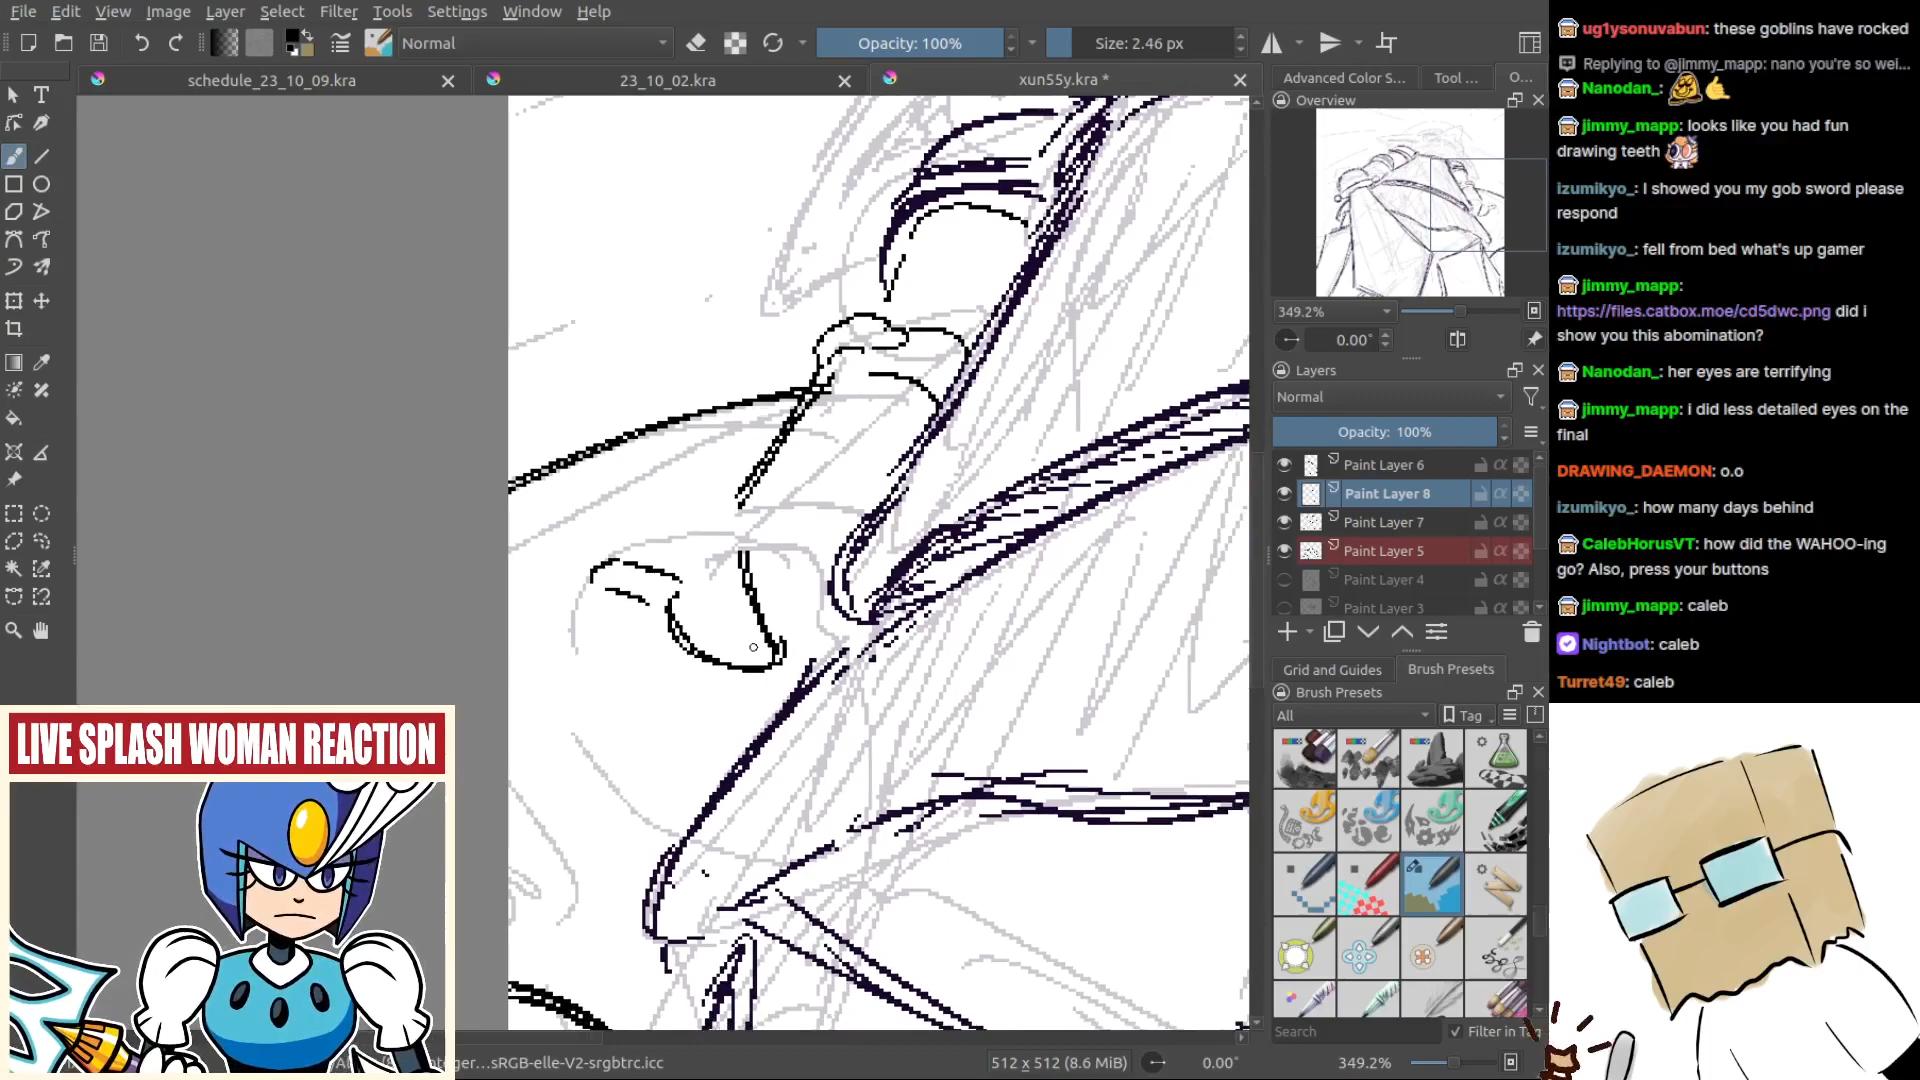 File Edit View Image Layer Select Filter Tools Settings Window Help
Normal
Opacity: 100%
Size: 2.46 px
schedule_23_10_09.kra
23_10_02.kra
xun55y.kra *
Advanced Color S...
Tool ...
O...
Overview
349.2%
0.00°
Layers
Normal
Opacity: 100%
Paint Layer 6
Paint Layer 8
Paint Layer 7
Paint Layer 5
Paint Layer 4
Paint Layer 3
Grid and Guides
Brush Presets
Brush Presets
All
Tag
Search
Filter in
...sRGB-elle-V2-srgbtrc.icc
512 x 512 (8.6 MiB)
0.00°
349.2%
ug1ysonuvabun: these goblins have rocked
Replying to @jimmy_mapp: nano you're so wei...
Nanodan_:
jimmy_mapp: looks like you had fun
drawing teeth
izumikyo_: I showed you my gob sword please
respond
izumikyo_: fell from bed what's up gamer
jimmy_mapp:
https://files.catbox.moe/cd5dwc.png did i
show you this abomination?
Nanodan_: her eyes are terrifying
jimmy_mapp: i did less detailed eyes on the
final
DRAWING_DAEMON: o.o
izumikyo_: how many days behind
CalebHorusVT: how did the WAHOO-ing
go? Also, press your buttons
jimmy_mapp: caleb
Nightbot: caleb
Turret49: caleb
LIVE SPLASH WOMAN REACTION